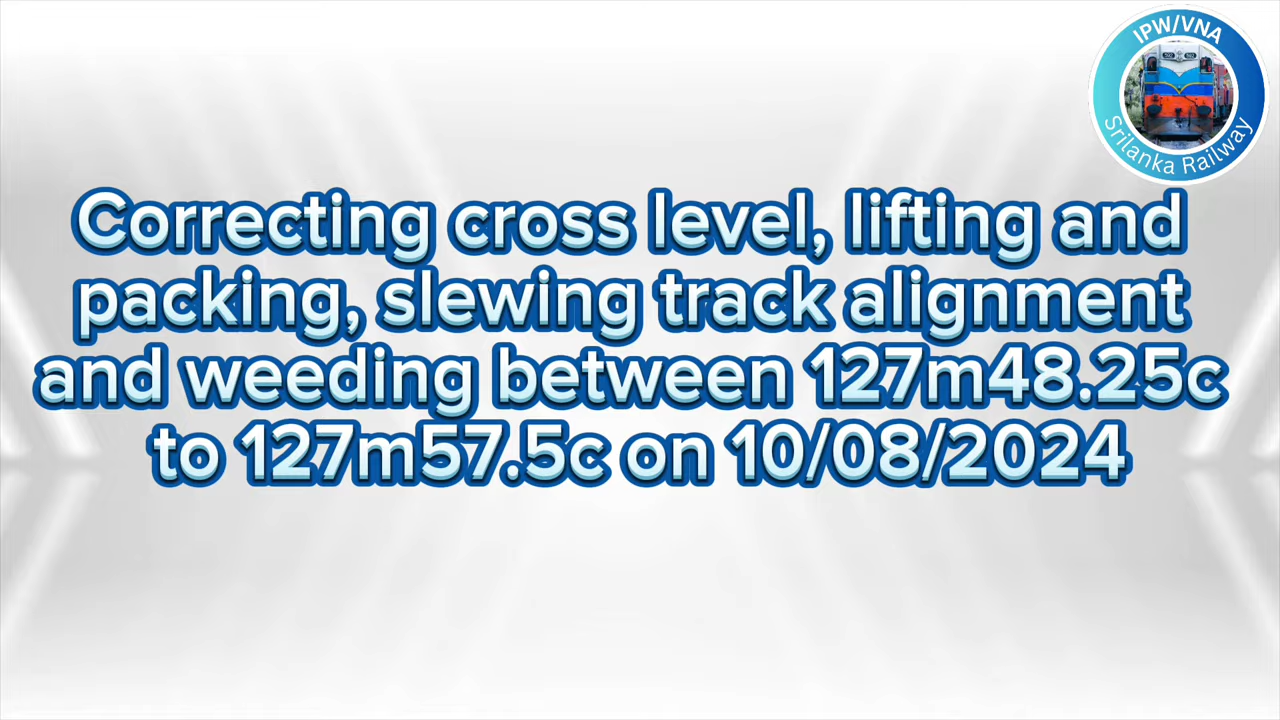 IPW/VNA
Srilanka Railway
Correcting cross level, lifting and
packing, slewing track alignment
and weeding between 127m48.25c
to 127m57.5c on 10/08/2024